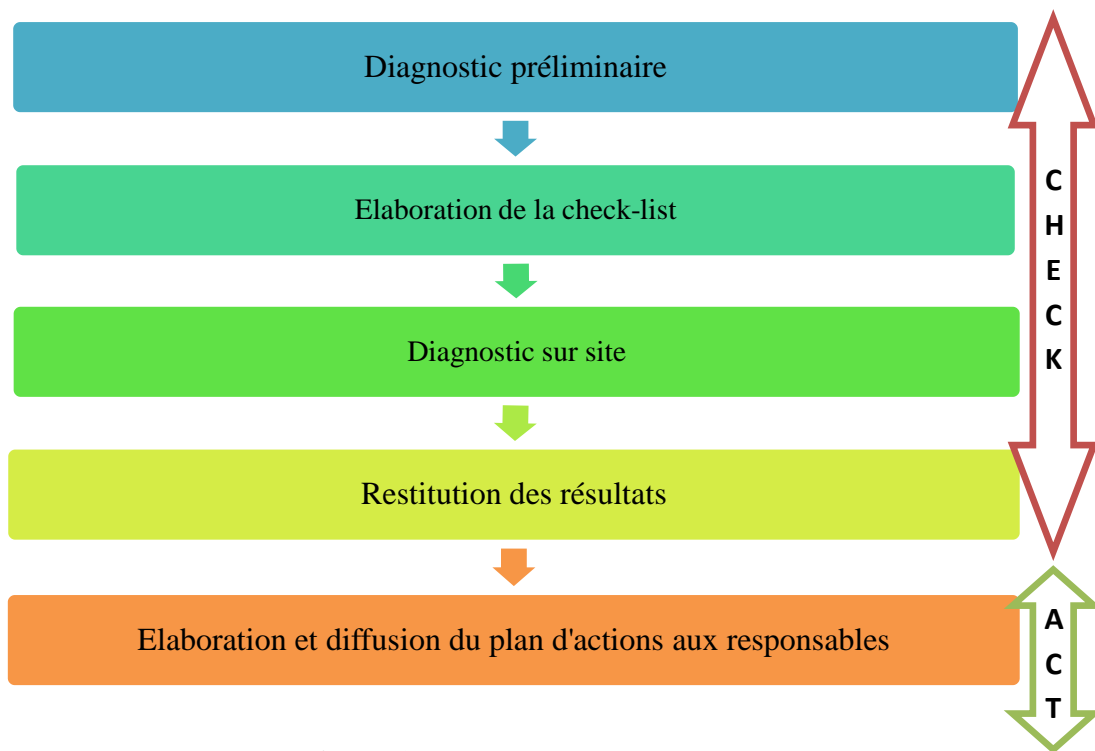 Diagnostic préliminaire
Elaboration de la check-list
Diagnostic sur site
Restitution des résultats
Elaboration et diffusion du plan d'actions aux responsables
C
H
E
C
K
A
C
T